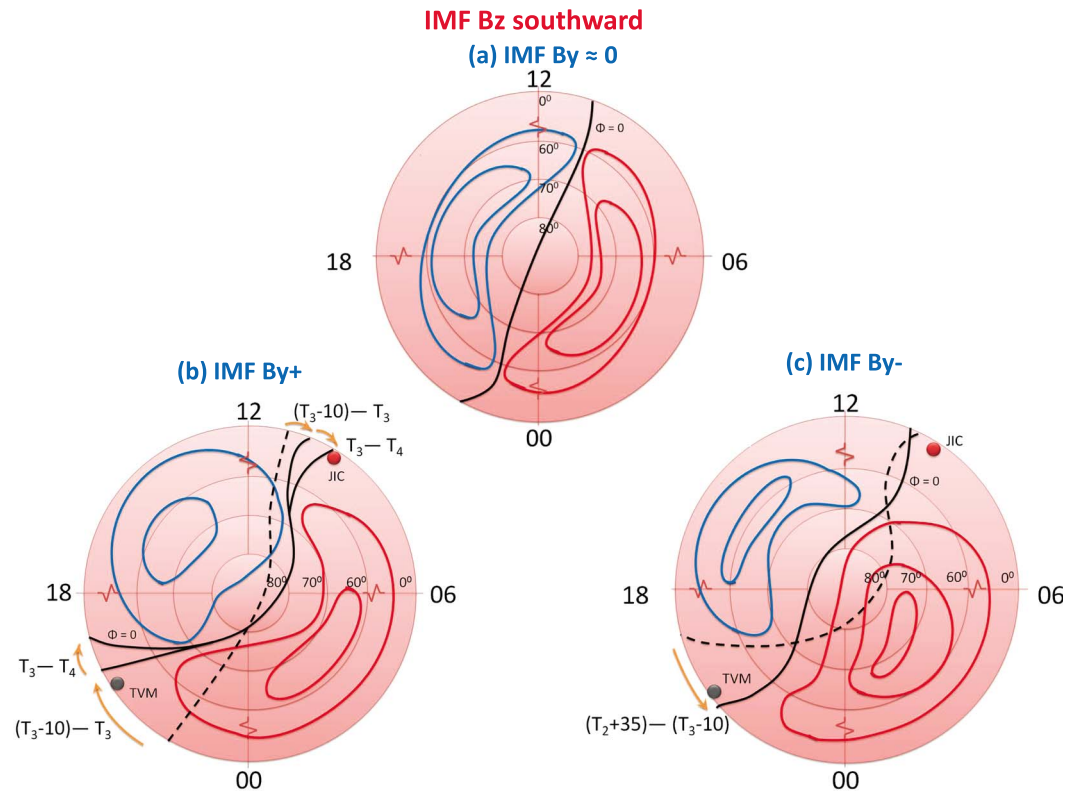 IMF Bz southward
(a) IMF By ≈ 0
12
0⁰
Φ = 0
60⁰
70⁰
80⁰
18
06
00
(b) IMF By+
12
(T₃-10)— T₃
T₃— T₄
JIC
18
80⁰
70⁰
60⁰
0⁰
06
Φ = 0
T₃— T₄
TVM
(T₃-10)— T₃
00
(c) IMF By-
12
JIC
Φ = 0
18
80⁰
70⁰
60⁰
0⁰
06
TVM
(T₂+35)— (T₃-10)
00